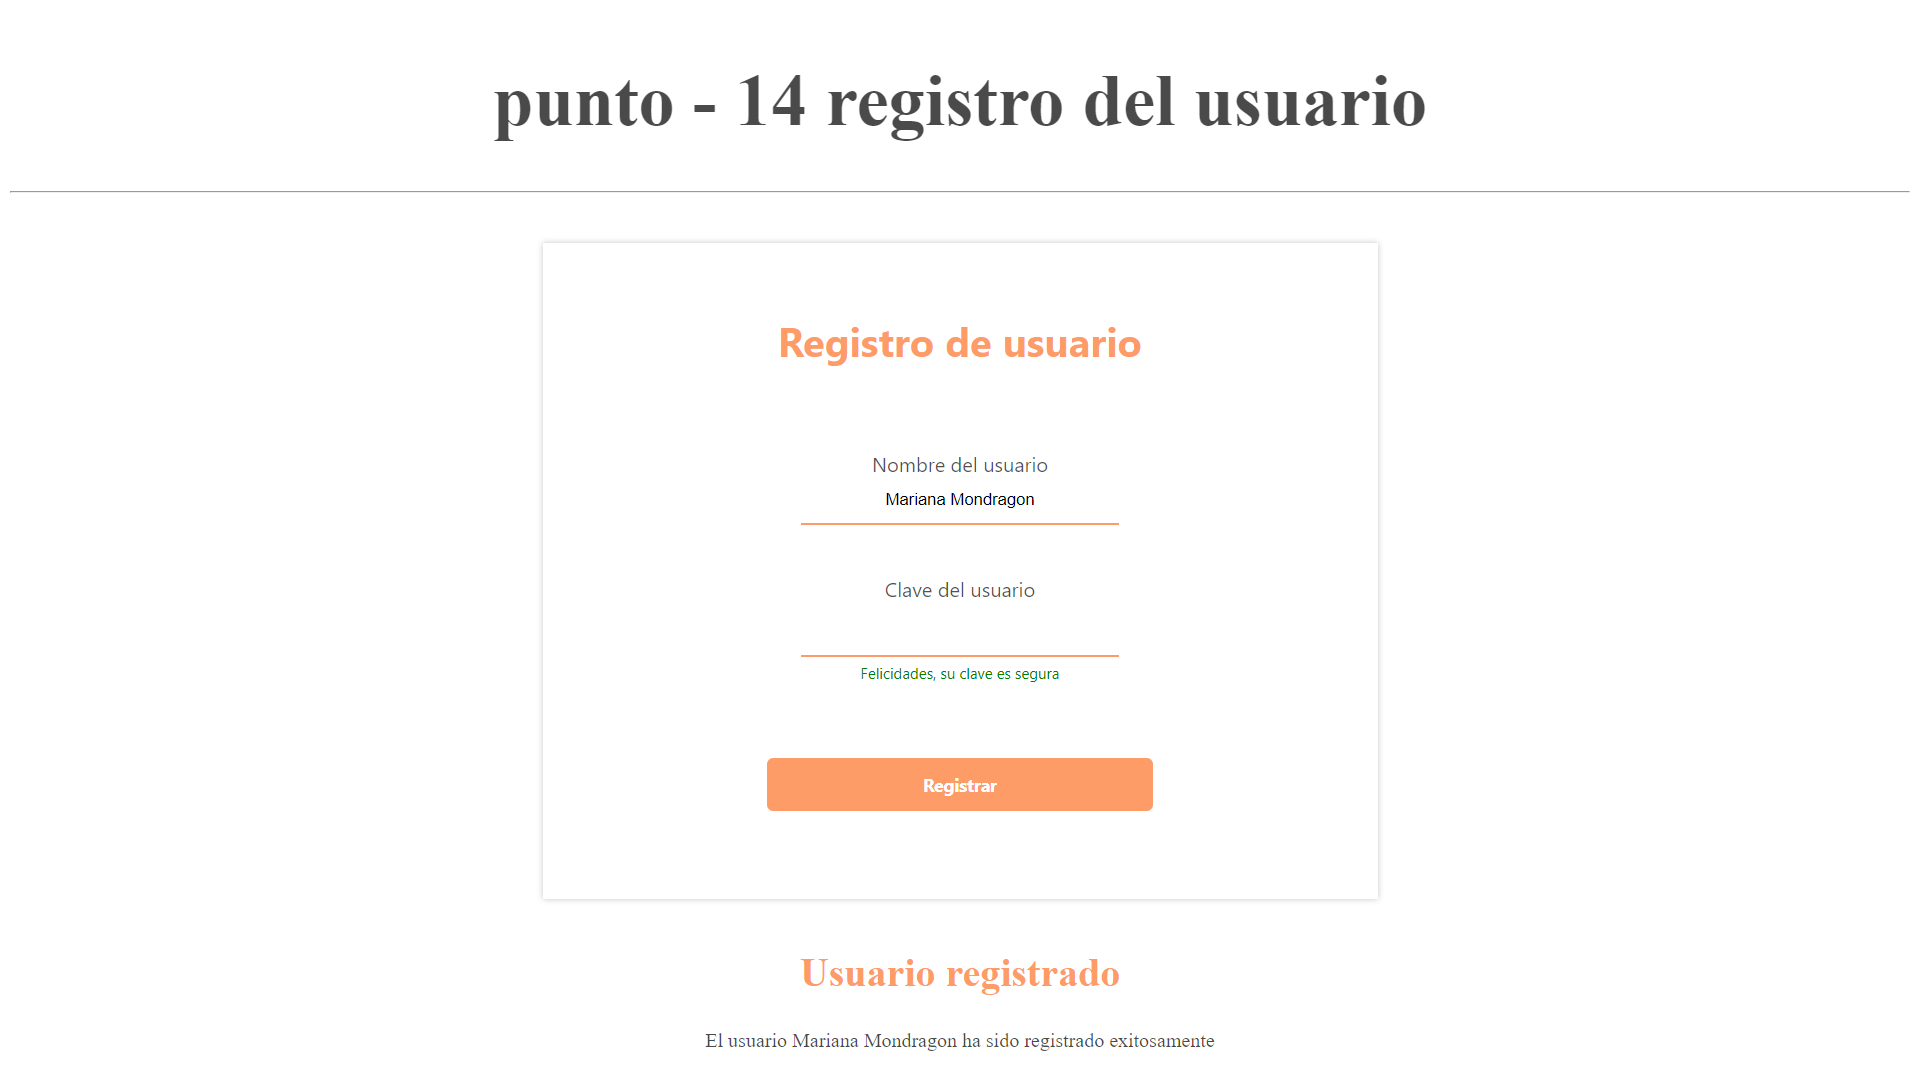 punto - 14 registro del usuario
Registro de usuario
Nombre del usuario
Mariana Mondragon
Clave del usuario
Felicidades, su clave es segura
Registrar
Usuario registrado
El usuario Mariana Mondragon ha sido registrado exitosamente